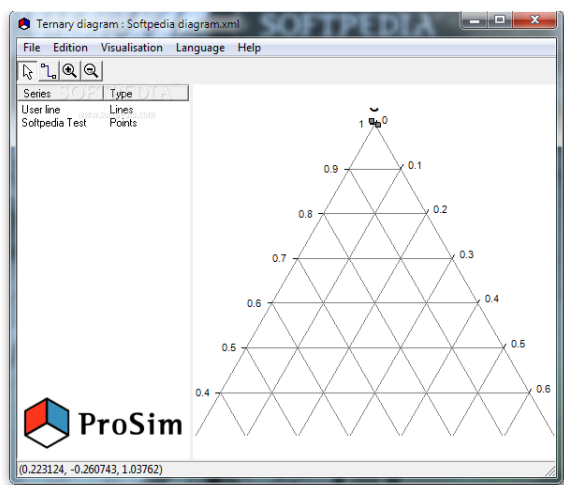 Ternary diagram : Softpedia diagram.xml
SOFTPEDIA
File Edition Visualisation Language Help
Series Type
SOFTPEDIA
User line Lines
Softpedia Test Points
1 0
0.9 0.1
0.8 0.2
0.7 0.3
0.6 0.4
0.5 0.5
0.4 0.6
ProSim
(0.223124, -0.260743, 1.03762)